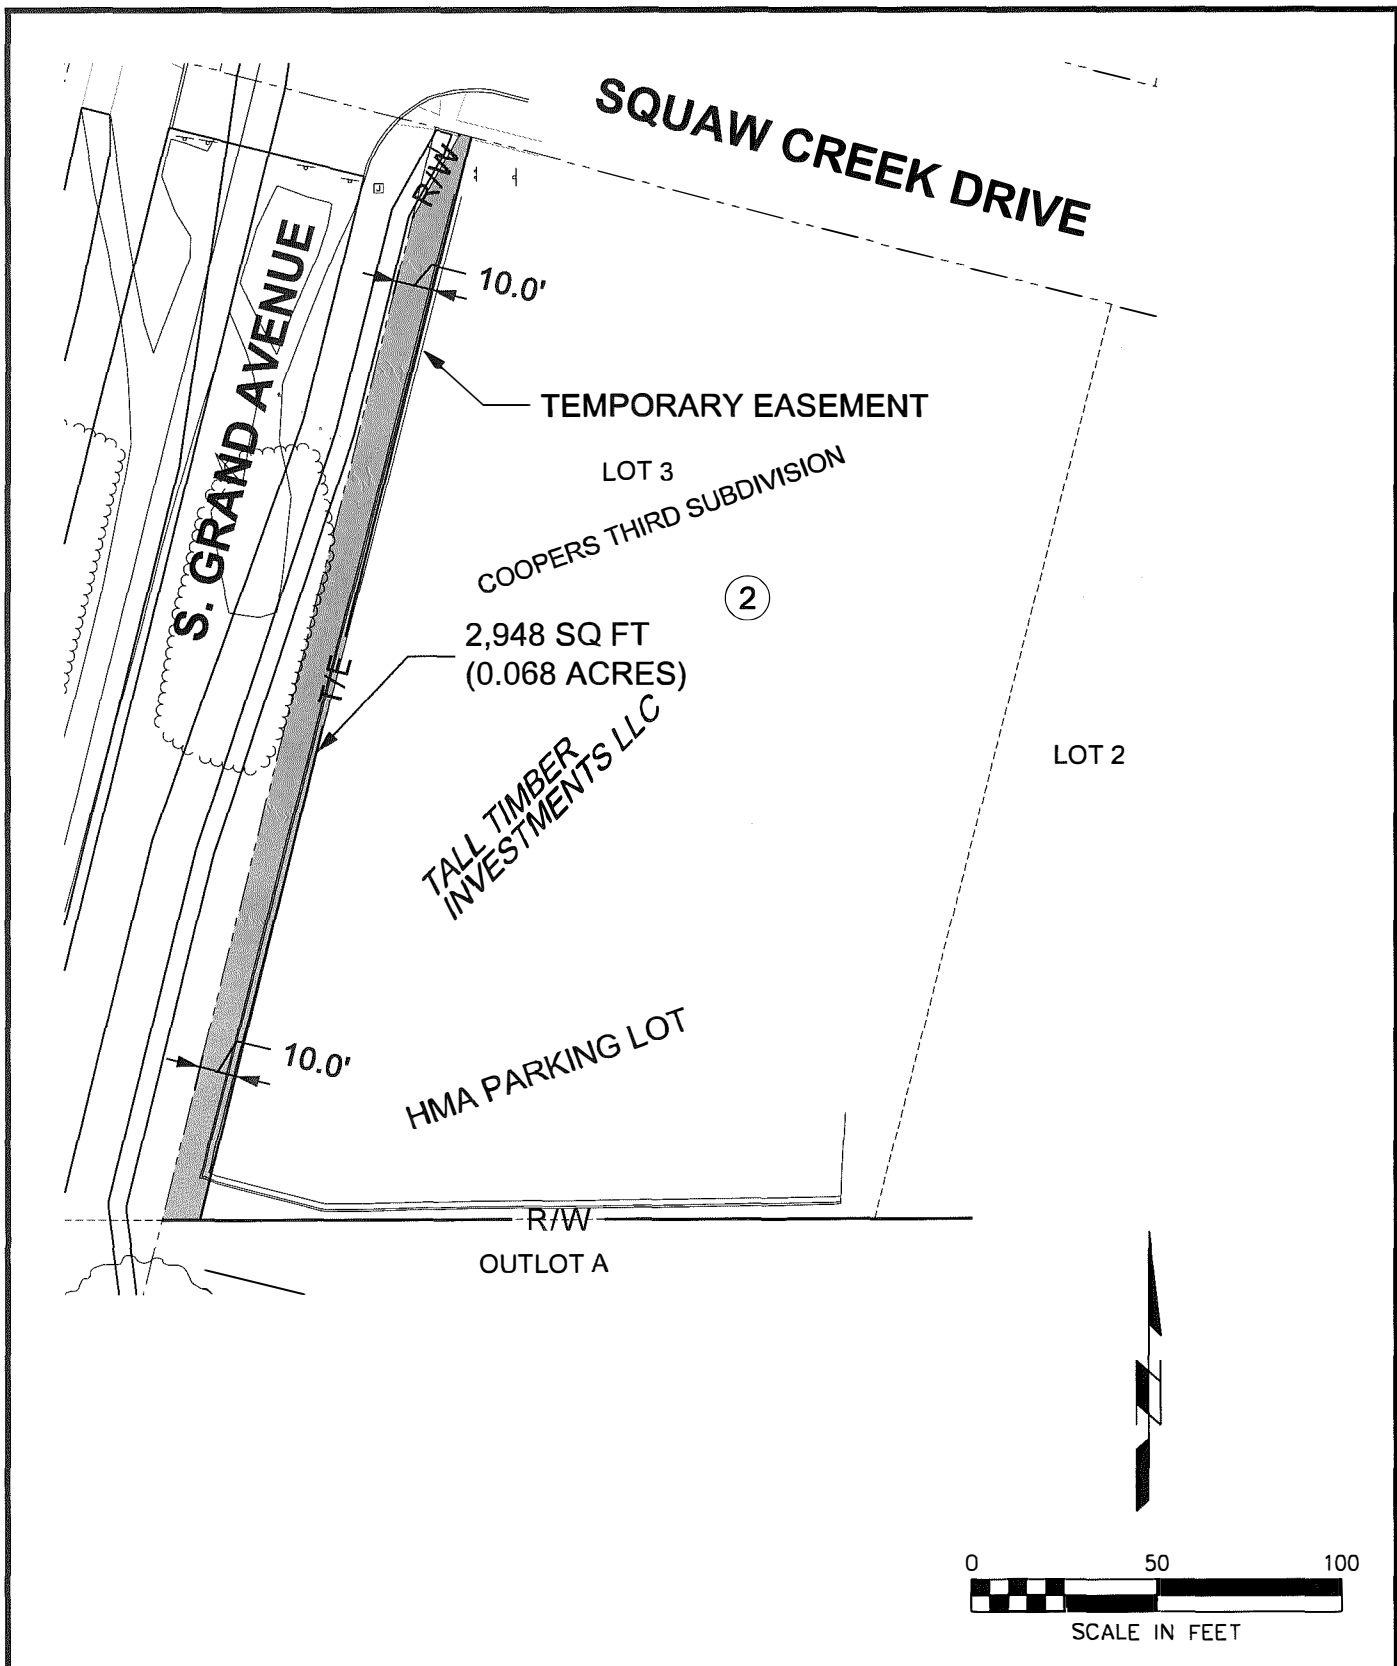 SQUAW CREEK DRIVE
R/W
S. GRAND AVENUE
10.0'
TEMPORARY EASEMENT
LOT 3
COOPERS THIRD SUBDIVISION
2
2,948 SQ FT
(0.068 ACRES)
T/E
TALL TIMBER
INVESTMENTS LLC
LOT 2
HMA PARKING LOT
10.0'
R/W
OUTLOT A
0 50 100
SCALE IN FEET